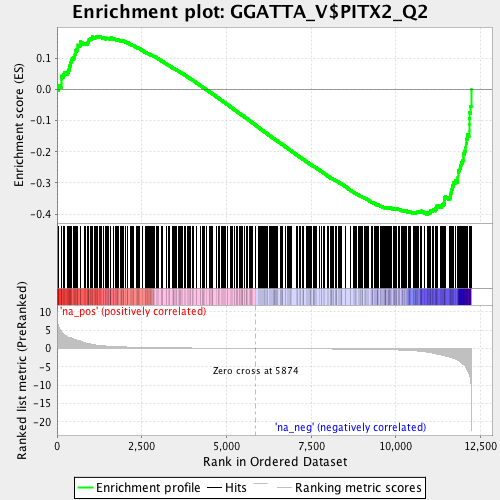 Enrichment plot: GGATTA_V$PITX2_Q2
Enrichment score (ES)
0.1
0.0
-0.1
-0.2
-0.3
-0.4
'na_pos' (positively correlated)
Ranked list metric (PreRanked)
10
5
0
-5
-10
-15
-20
Zero cross at 5874
'na_neg' (negatively correlated)
0
2,500
5,000
7,500
10,000
12,500
Rank in Ordered Dataset
Enrichment profile
Hits
Ranking metric scores